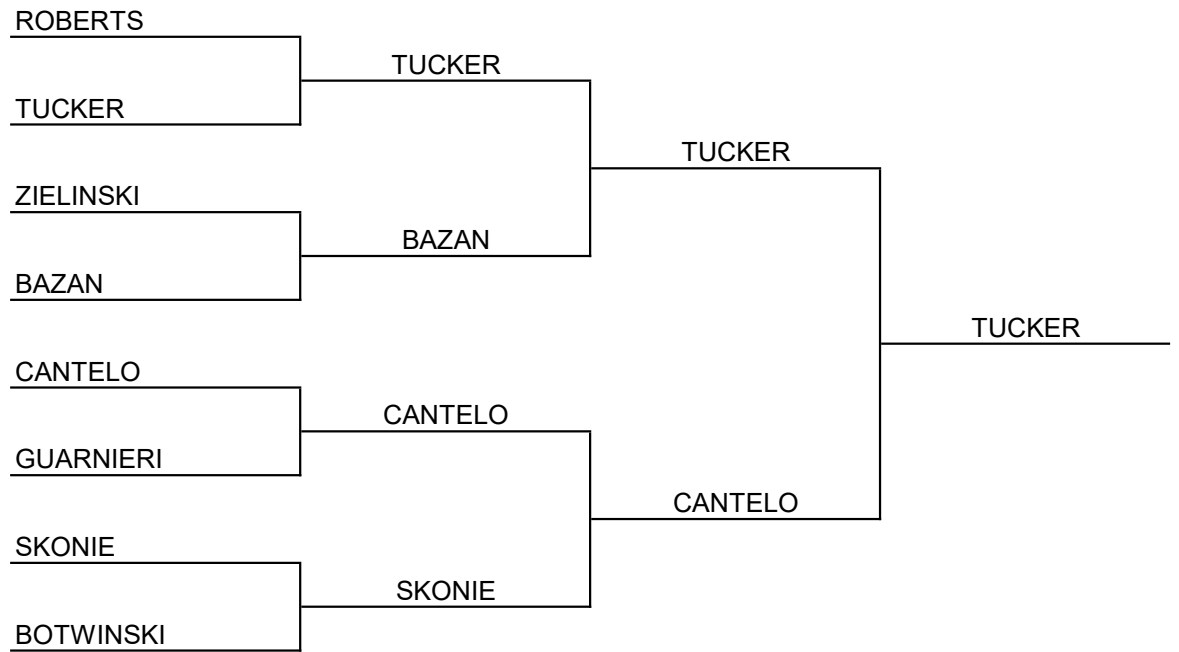 ROBERTS
TUCKER
TUCKER
TUCKER
ZIELINSKI
BAZAN
BAZAN
TUCKER
CANTELO
CANTELO
GUARNIERI
CANTELO
SKONIE
SKONIE
BOTWINSKI